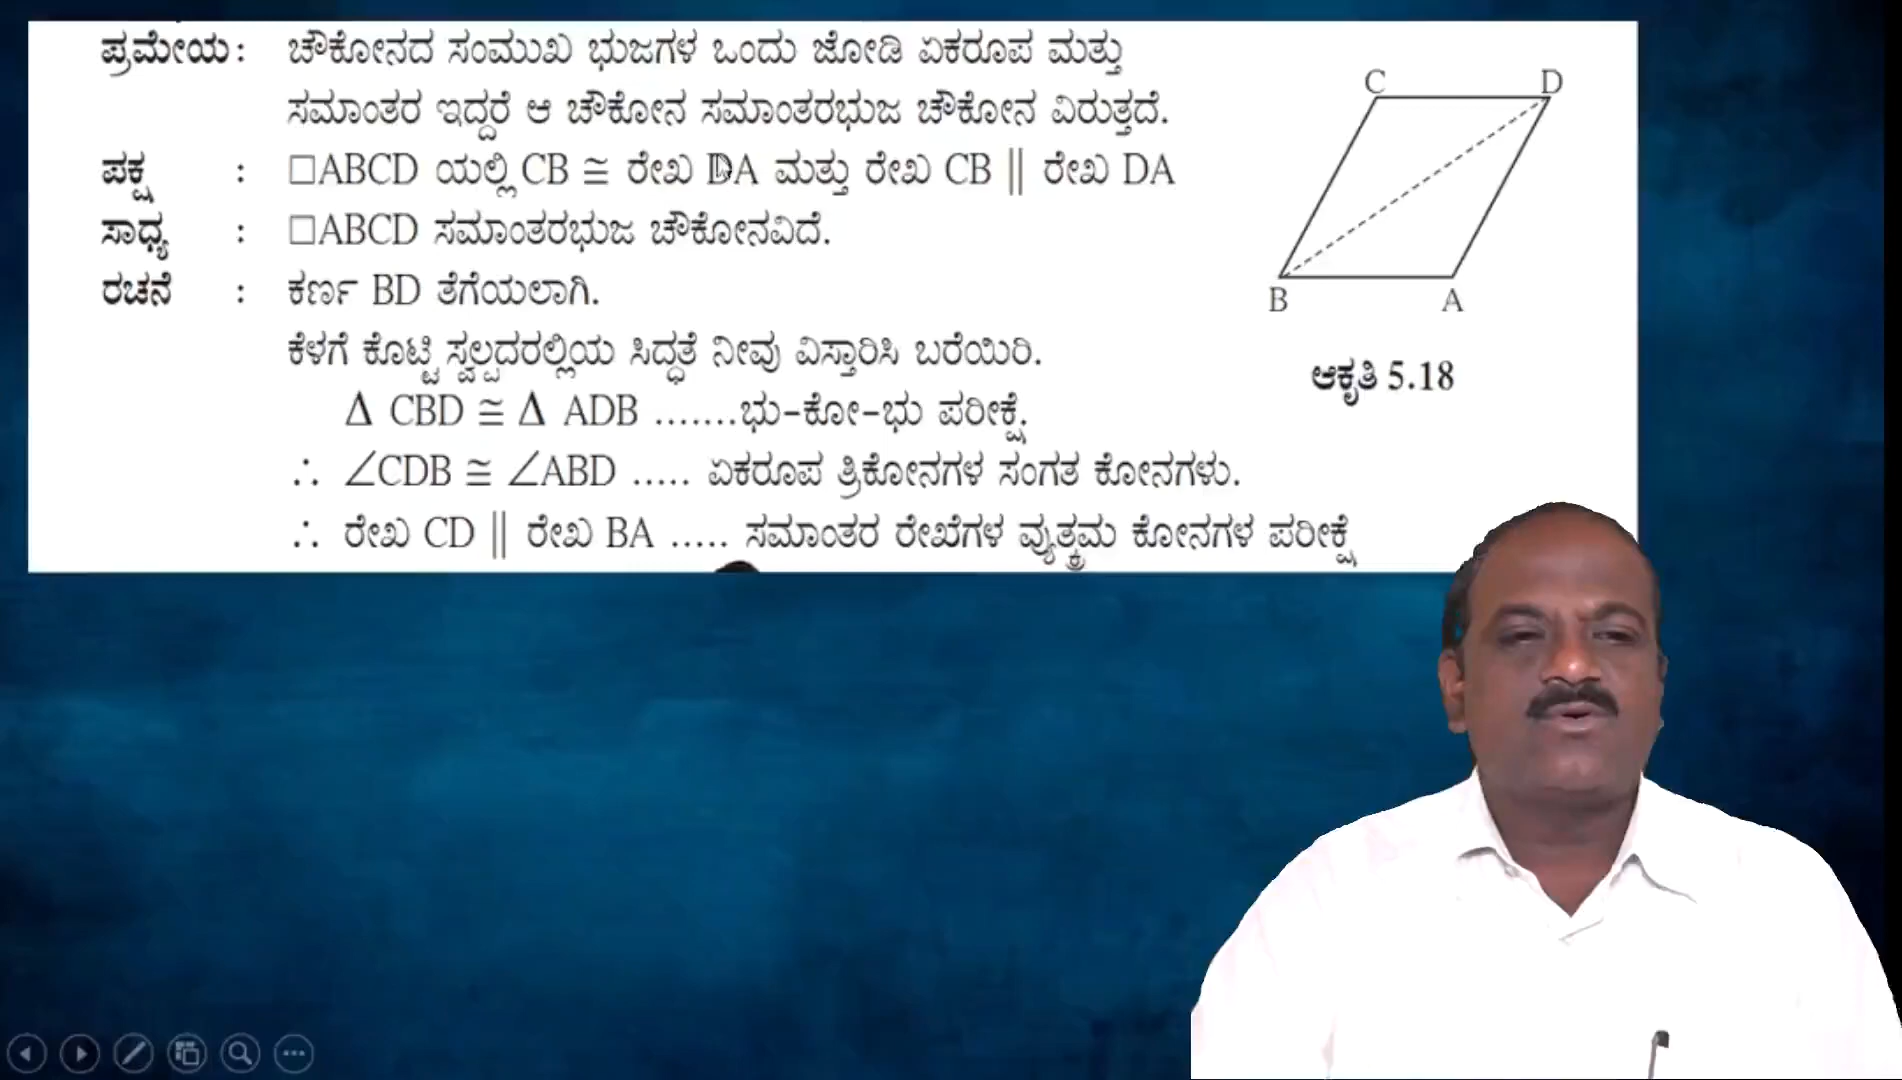 ಪ್ರಮೇಯ : ಚೌಕೋನದ ಸಂಮುಖ ಭುಜಗಳ ಒಂದು ಜೋಡಿ ಏಕರೂಪ ಮತ್ತು
ಸಮಾಂತರ ಇದ್ದರೆ ಆ ಚೌಕೋನ ಸಮಾಂತರಭುಜ ಚೌಕೋನ ವಿರುತ್ತದೆ.
ಪಕ್ಷ : □ABCD ಯಲ್ಲಿ CB ≅ ರೇಖ DA ಮತ್ತು ರೇಖ CB || ರೇಖ DA
ಸಾಧ್ಯ : □ABCD ಸಮಾಂತರಭುಜ ಚೌಕೋನವಿದೆ.
ರಚನೆ : ಕರ್ಣ BD ತೆಗೆಯಲಾಗಿ.
ಕೆಳಗೆ ಕೊಟ್ಟಿ ಸ್ವಲ್ಪದರಲ್ಲಿಯ ಸಿದ್ಧತೆ ನೀವು ವಿಸ್ತಾರಿಸಿ ಬರೆಯಿರಿ.
Δ CBD ≅ Δ ADB .......ಭು-ಕೋ-ಭು ಪರೀಕ್ಷೆ.
∴ ∠CDB ≅ ∠ABD ..... ಏಕರೂಪ ತ್ರಿಕೋನಗಳ ಸಂಗತ ಕೋನಗಳು.
∴ ರೇಖ CD || ರೇಖ BA ..... ಸಮಾಂತರ ರೇಖೆಗಳ ವ್ಯುತ್ಕ್ರಮ ಕೋನಗಳ ಪರೀಕ್ಷೆ
C D
B A
ಆಕೃತಿ 5.18